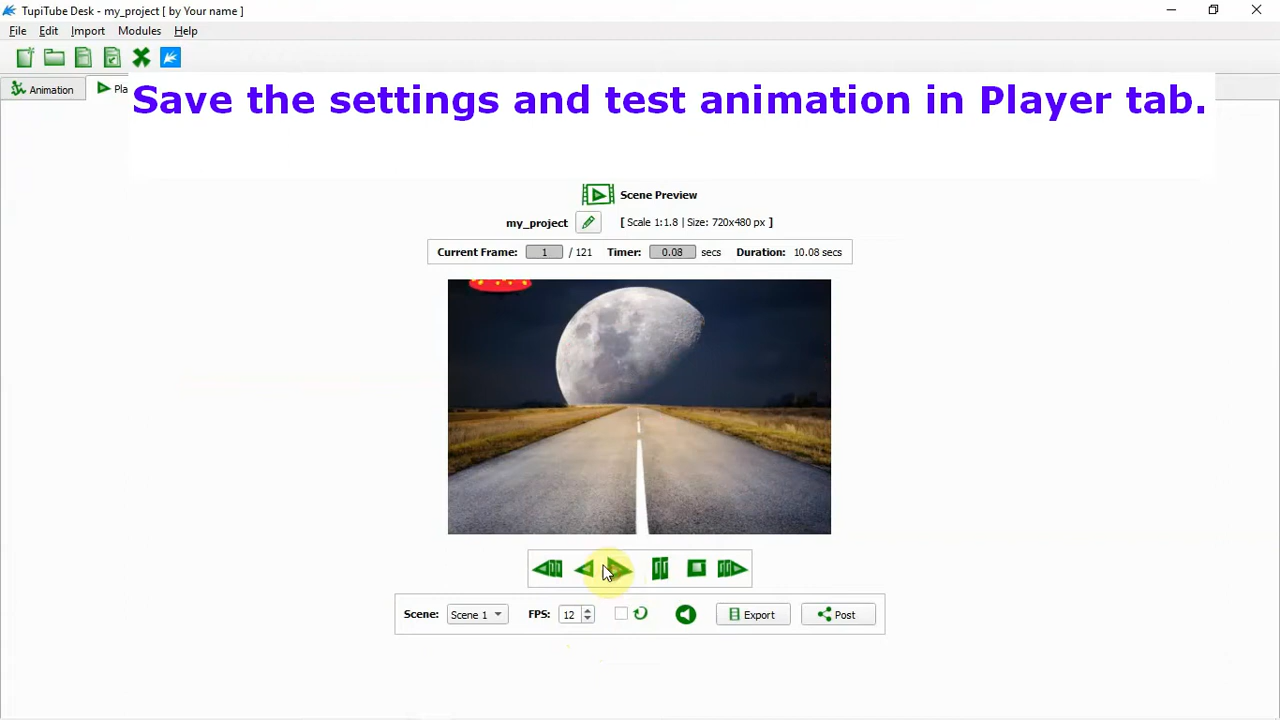 TupiTube Desk - my_project [ by Your name ]
File Edit Import Modules Help
Animation Pla
Save the settings and test animation in Player tab.
Scene Preview
my_project [ Scale 1:1.8 | Size: 720x480 px ]
Current Frame: 1 / 121 Timer: 0.08 secs Duration: 10.08 secs
Scene: Scene 1 FPS: 12 Export Post